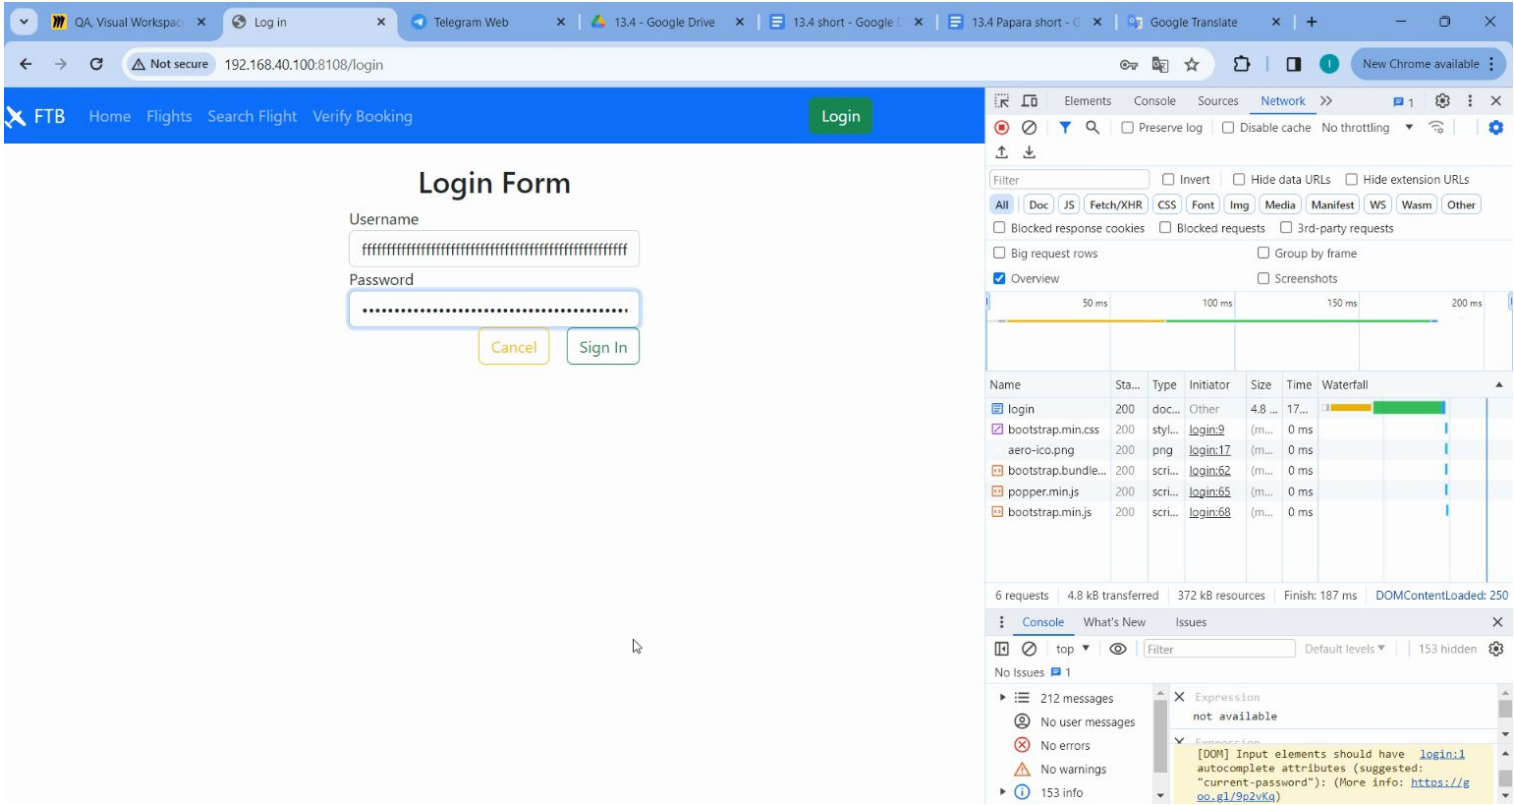 QA, Visual Workspac
Log in
Telegram Web
13.4 - Google Drive
13.4 short - Google
13.4 Papara short - G
Google Translate
Not secure 192.168.40.100:8108/login
New Chrome available
FTB Home Flights Search Flight Verify Booking
Login
Login Form
Username
Password
Cancel Sign In
Elements Console Sources Network 1
Preserve log Disable cache No throttling
Filter Invert Hide data URLs Hide extension URLs
All Doc JS Fetch/XHR CSS Font Img Media Manifest WS Wasm Other
Blocked response cookies Blocked requests 3rd-party requests
Big request rows Group by frame
Overview Screenshots
50 ms 100 ms 150 ms 200 ms
Name Sta... Type Initiator Size Time Waterfall
login 200 doc... Other 4.8 ... 17...
bootstrap.min.css 200 styl... login:9 (m... 0 ms
aero-ico.png 200 png login:17 (m... 0 ms
bootstrap.bundle... 200 scri... login:62 (m... 0 ms
popper.min.js 200 scri... login:65 (m... 0 ms
bootstrap.min.js 200 scri... login:68 (m... 0 ms
6 requests 4.8 kB transferred 372 kB resources Finish: 187 ms DOMContentLoaded: 250
Console What's New Issues
top Filter Default levels 153 hidden
No Issues 1
212 messages
No user messages
No errors
No warnings
153 info
Expression
not available
Expression
[DOM] Input elements should have login:1
autocomplete attributes (suggested:
"current-password"): (More info: https://g
oo.gl/9p2vKq)